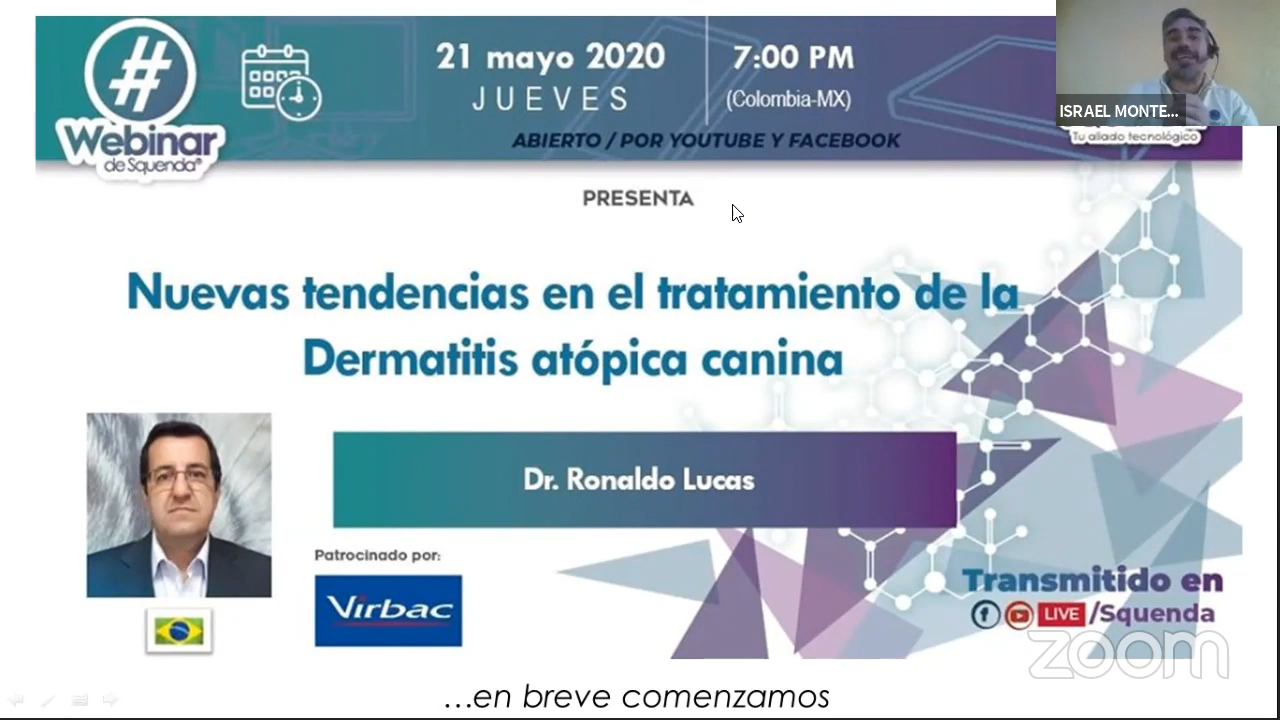 #
Webinar
de Squenda®
21 mayo 2020
JUEVES
7:00 PM
(Colombia-MX)
ABIERTO / POR YOUTUBE Y FACEBOOK
ISRAEL MONTE...
Tu aliado tecnológico
PRESENTA
Nuevas tendencias en el tratamiento de la
Dermatitis atópica canina
Dr. Ronaldo Lucas
Patrocinado por:
Virbac
Transmitido en
LIVE /Squenda
zoom
...en breve comenzamos